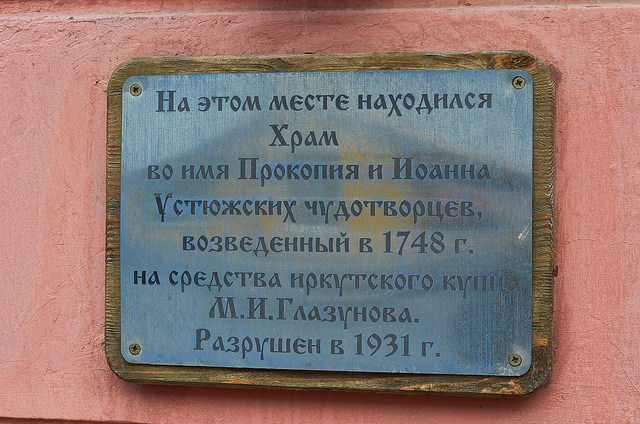 На этом месте находился
Храм
во имя Прокопия и Иоанна
Устюжских чудотворцев,
возведенный в 1748 г.
на средства иркутского купца
М.И.Глазунова.
Разрушен в 1931 г.